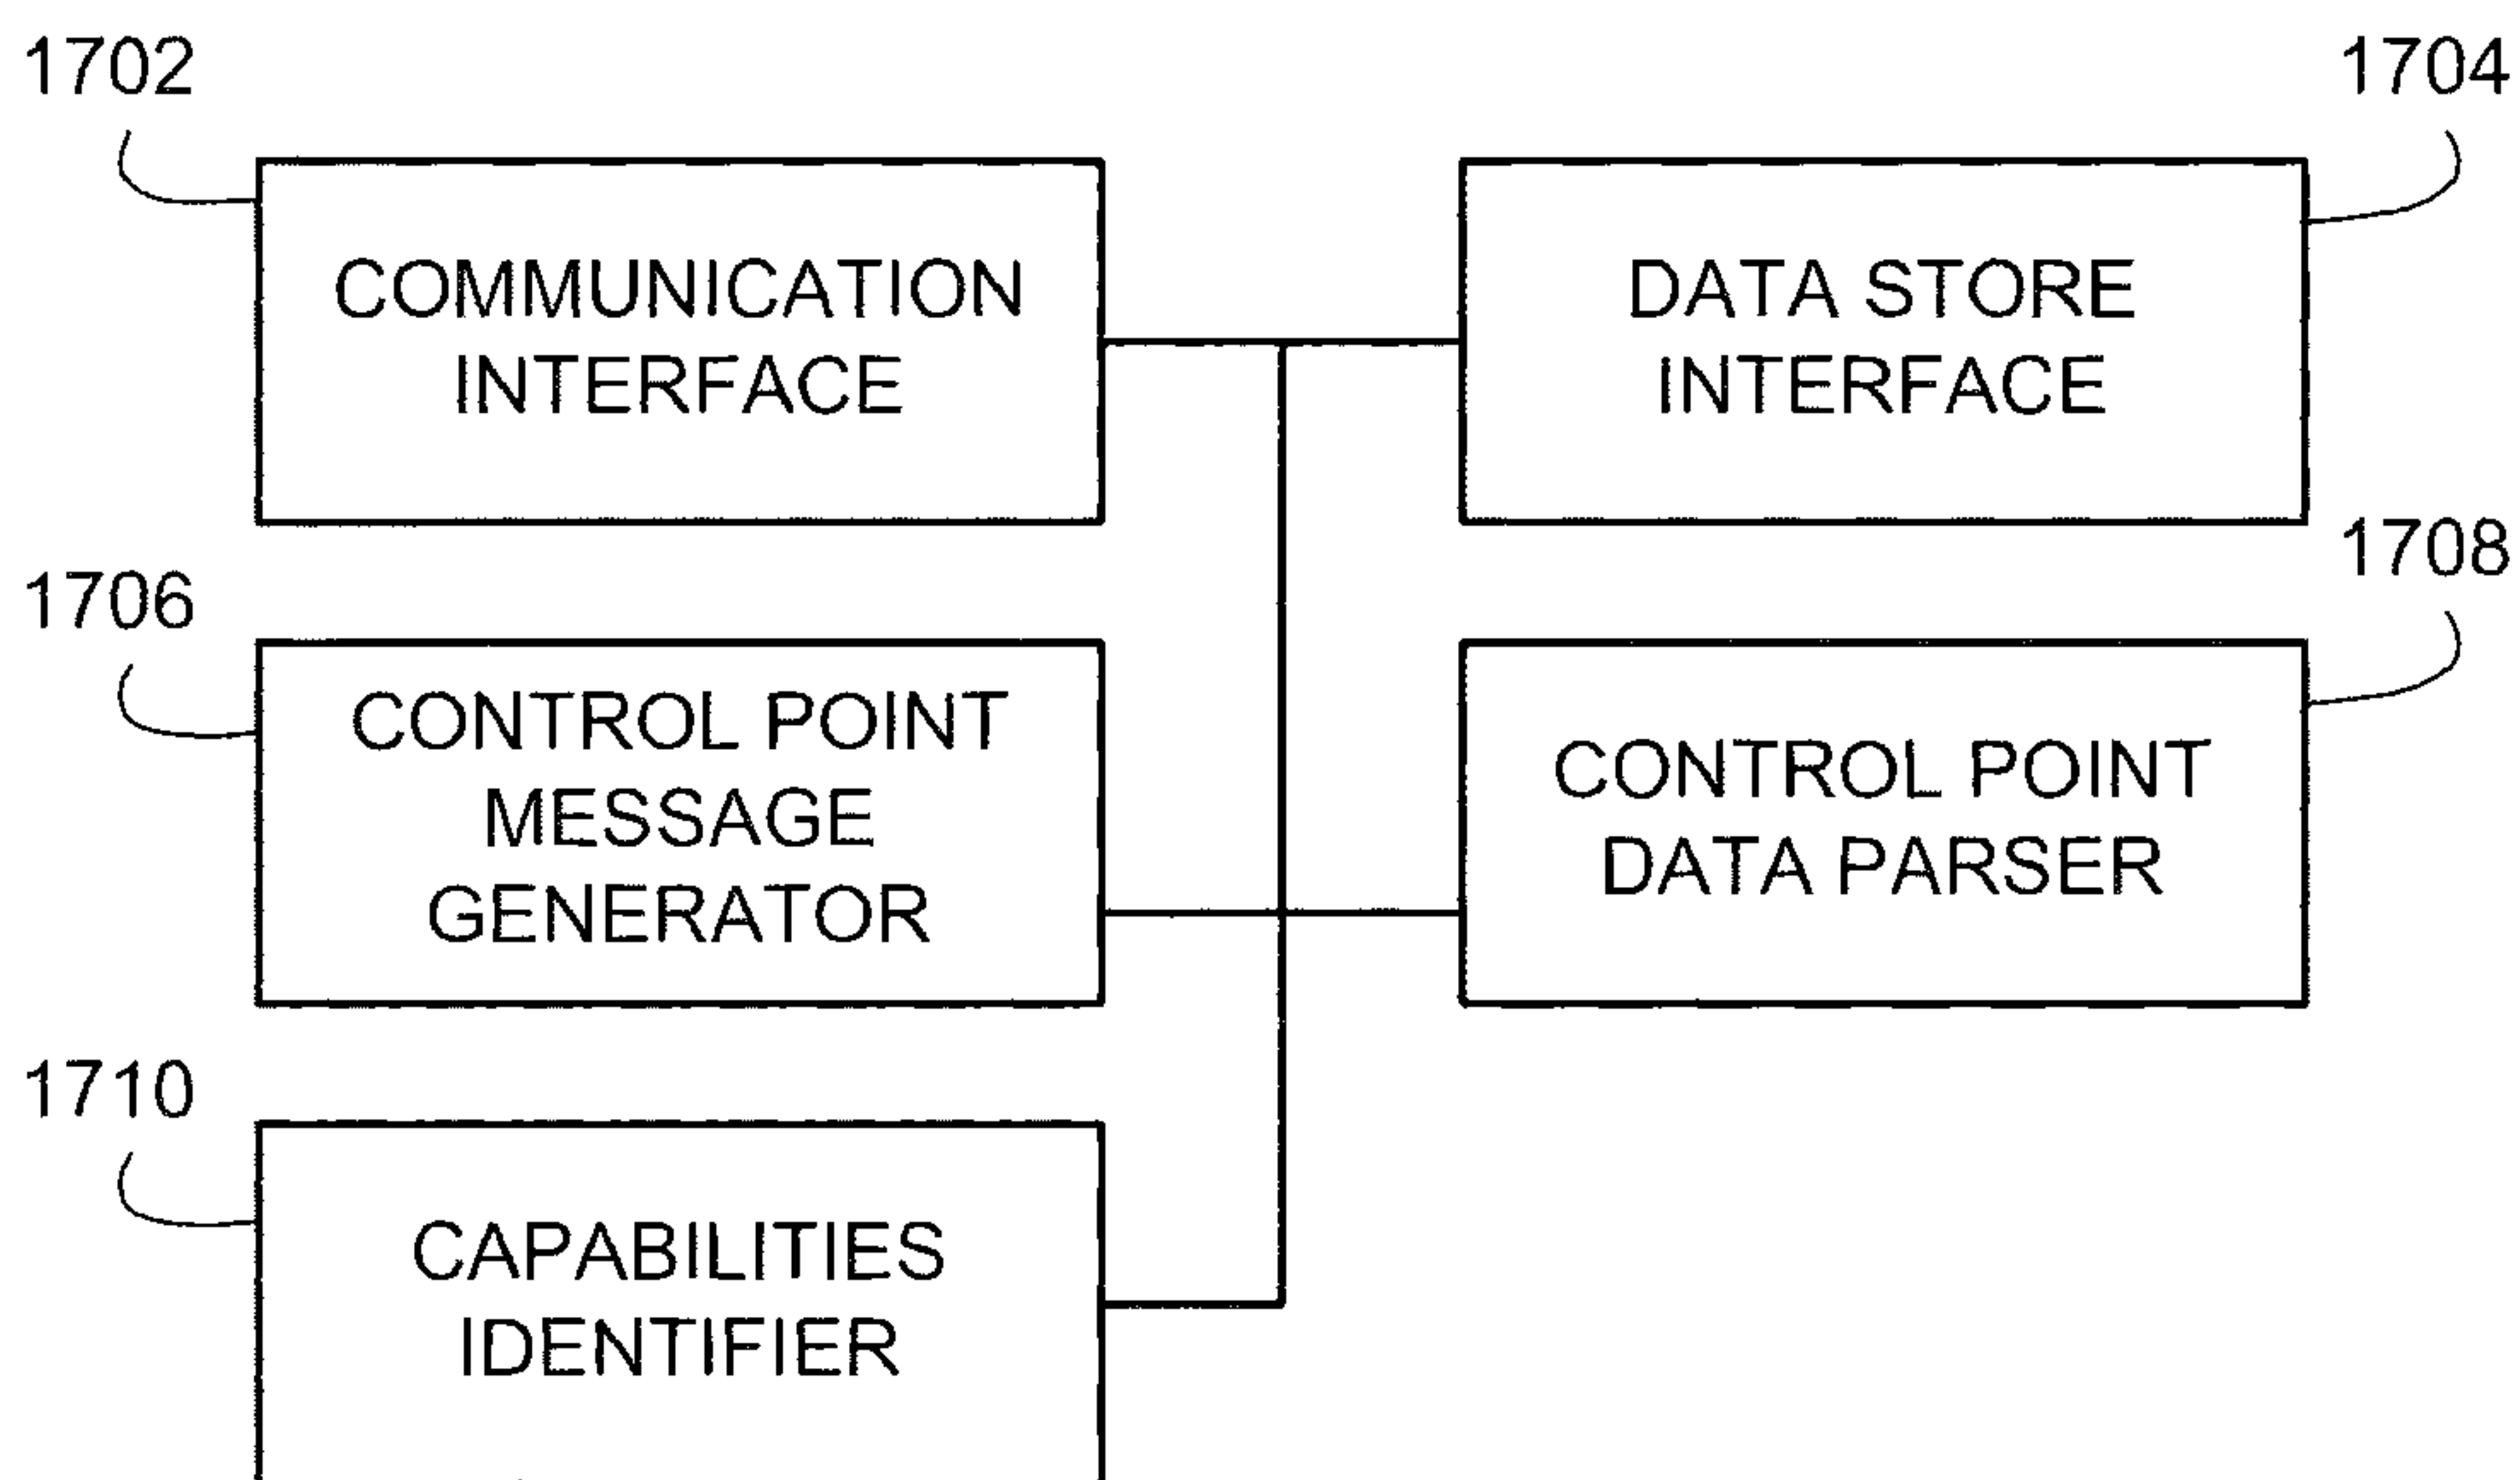 1702
1704
COMMUNICATION
INTERFACE
DATA STORE
INTERFACE
1706
1708
CONTROL POINT
MESSAGE
GENERATOR
CONTROL POINT
DATA PARSER
1710
CAPABILITIES
IDENTIFIER